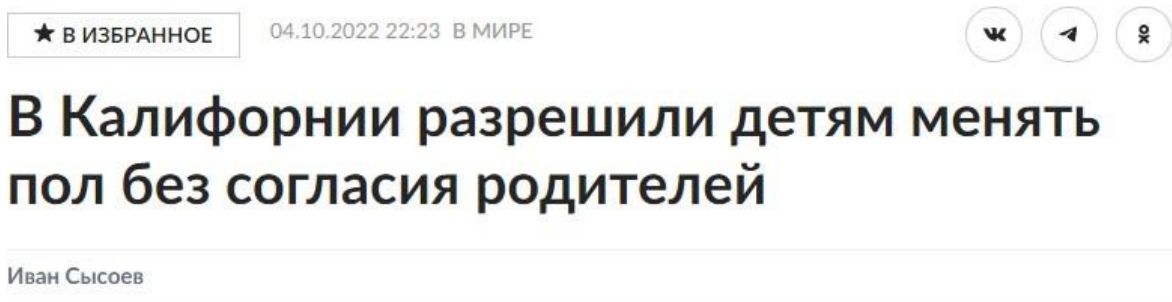 ★ В ИЗБРАННОЕ 04.10.2022 22:23 В МИРЕ
В Калифорнии разрешили детям менять
пол без согласия родителей
Иван Сысоев